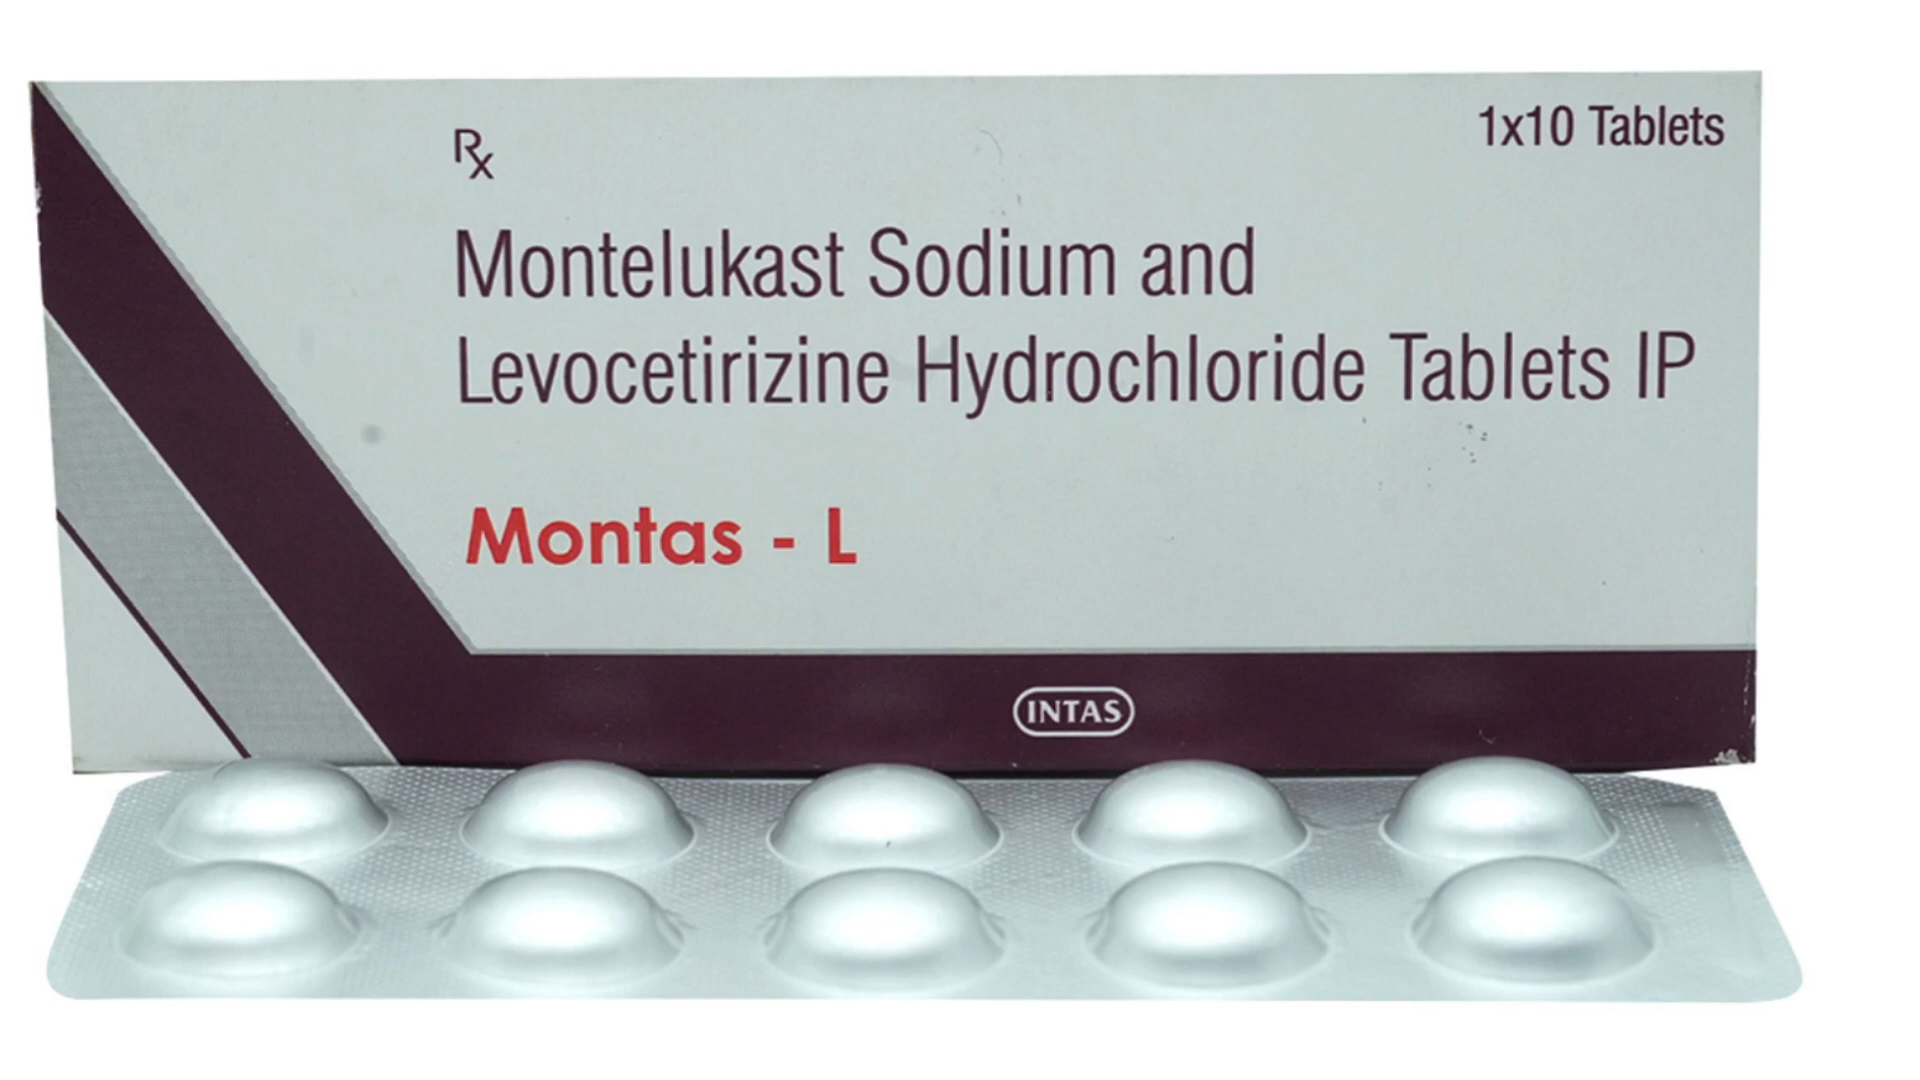 Rx
1x10 Tablets
Montelukast Sodium and
Levocetirizine Hydrochloride Tablets IP
Montas - L
INTAS